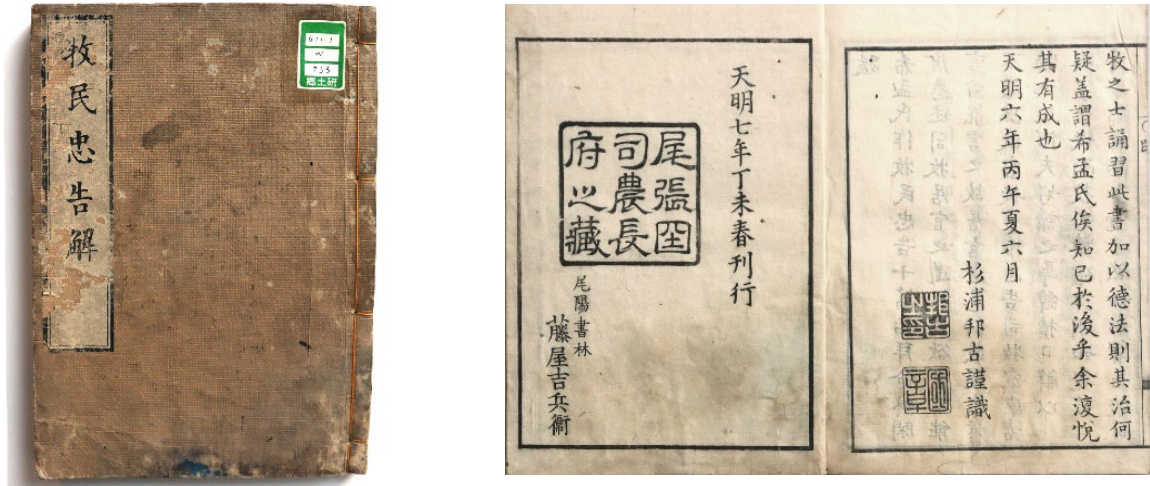 牧民忠告解
郷土研
牧之士誦習此書加以德法則其治何
疑蓋謂希孟氏俟知已於後乎余澓悅
其有成也
天明六年丙午夏六月
杉浦邦古謹識
天明七年丁未春刊行
尾張国
司農長
府之藏
尾陽書林
藤屋吉兵衞